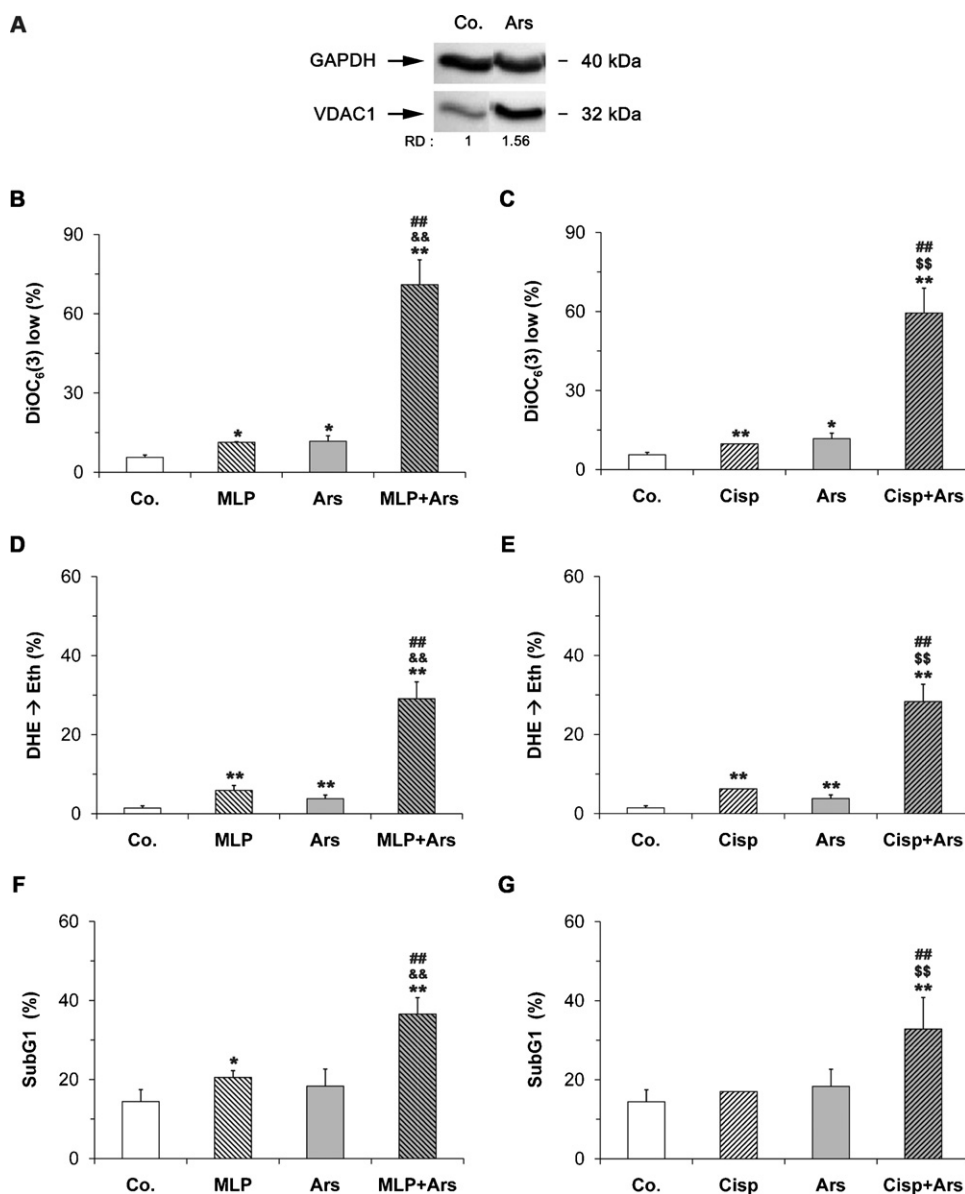 A
Co. Ars
GAPDH – 40 kDa
VDAC1 – 32 kDa
RD : 1 1.56
B
DiOC6(3) low (%)
90
60
30
0
##
&&
**
*
*
Co. MLP Ars MLP+Ars
C
DiOC6(3) low (%)
90
60
30
0
##
$$
**
**
*
Co. Cisp Ars Cisp+Ars
D
DHE → Eth (%)
60
40
20
0
##
&&
**
**
**
Co. MLP Ars MLP+Ars
E
DHE → Eth (%)
60
40
20
0
##
$$
**
**
**
Co. Cisp Ars Cisp+Ars
F
SubG1 (%)
60
40
20
0
##
&&
**
*
Co. MLP Ars MLP+Ars
G
SubG1 (%)
60
40
20
0
##
$$
**
Co. Cisp Ars Cisp+Ars